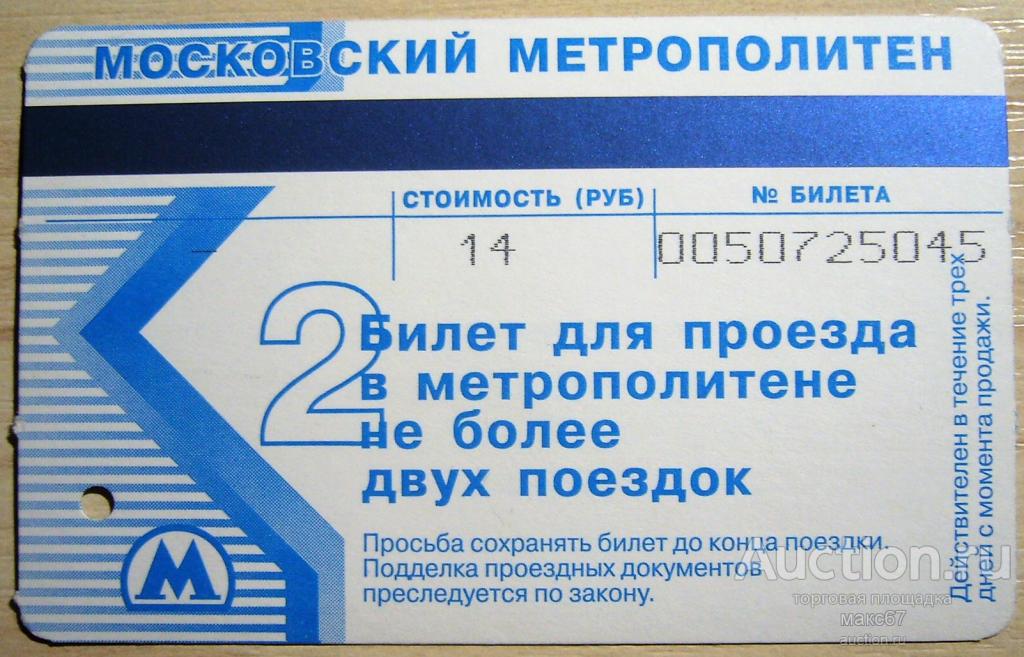 МОСКОВСКИЙ МЕТРОПОЛИТЕН
СТОИМОСТЬ (РУБ)
№ БИЛЕТА
14
0050725045
2
Билет для проезда
в метрополитене
не более
двух поездок
Просьба сохранять билет до конца поездки.
Подделка проездных документов
преследуется по закону.
М
Действителен в течение трех
дней с момента продажи.
Auction.ru
торговая площадка
макс67
auction.ru